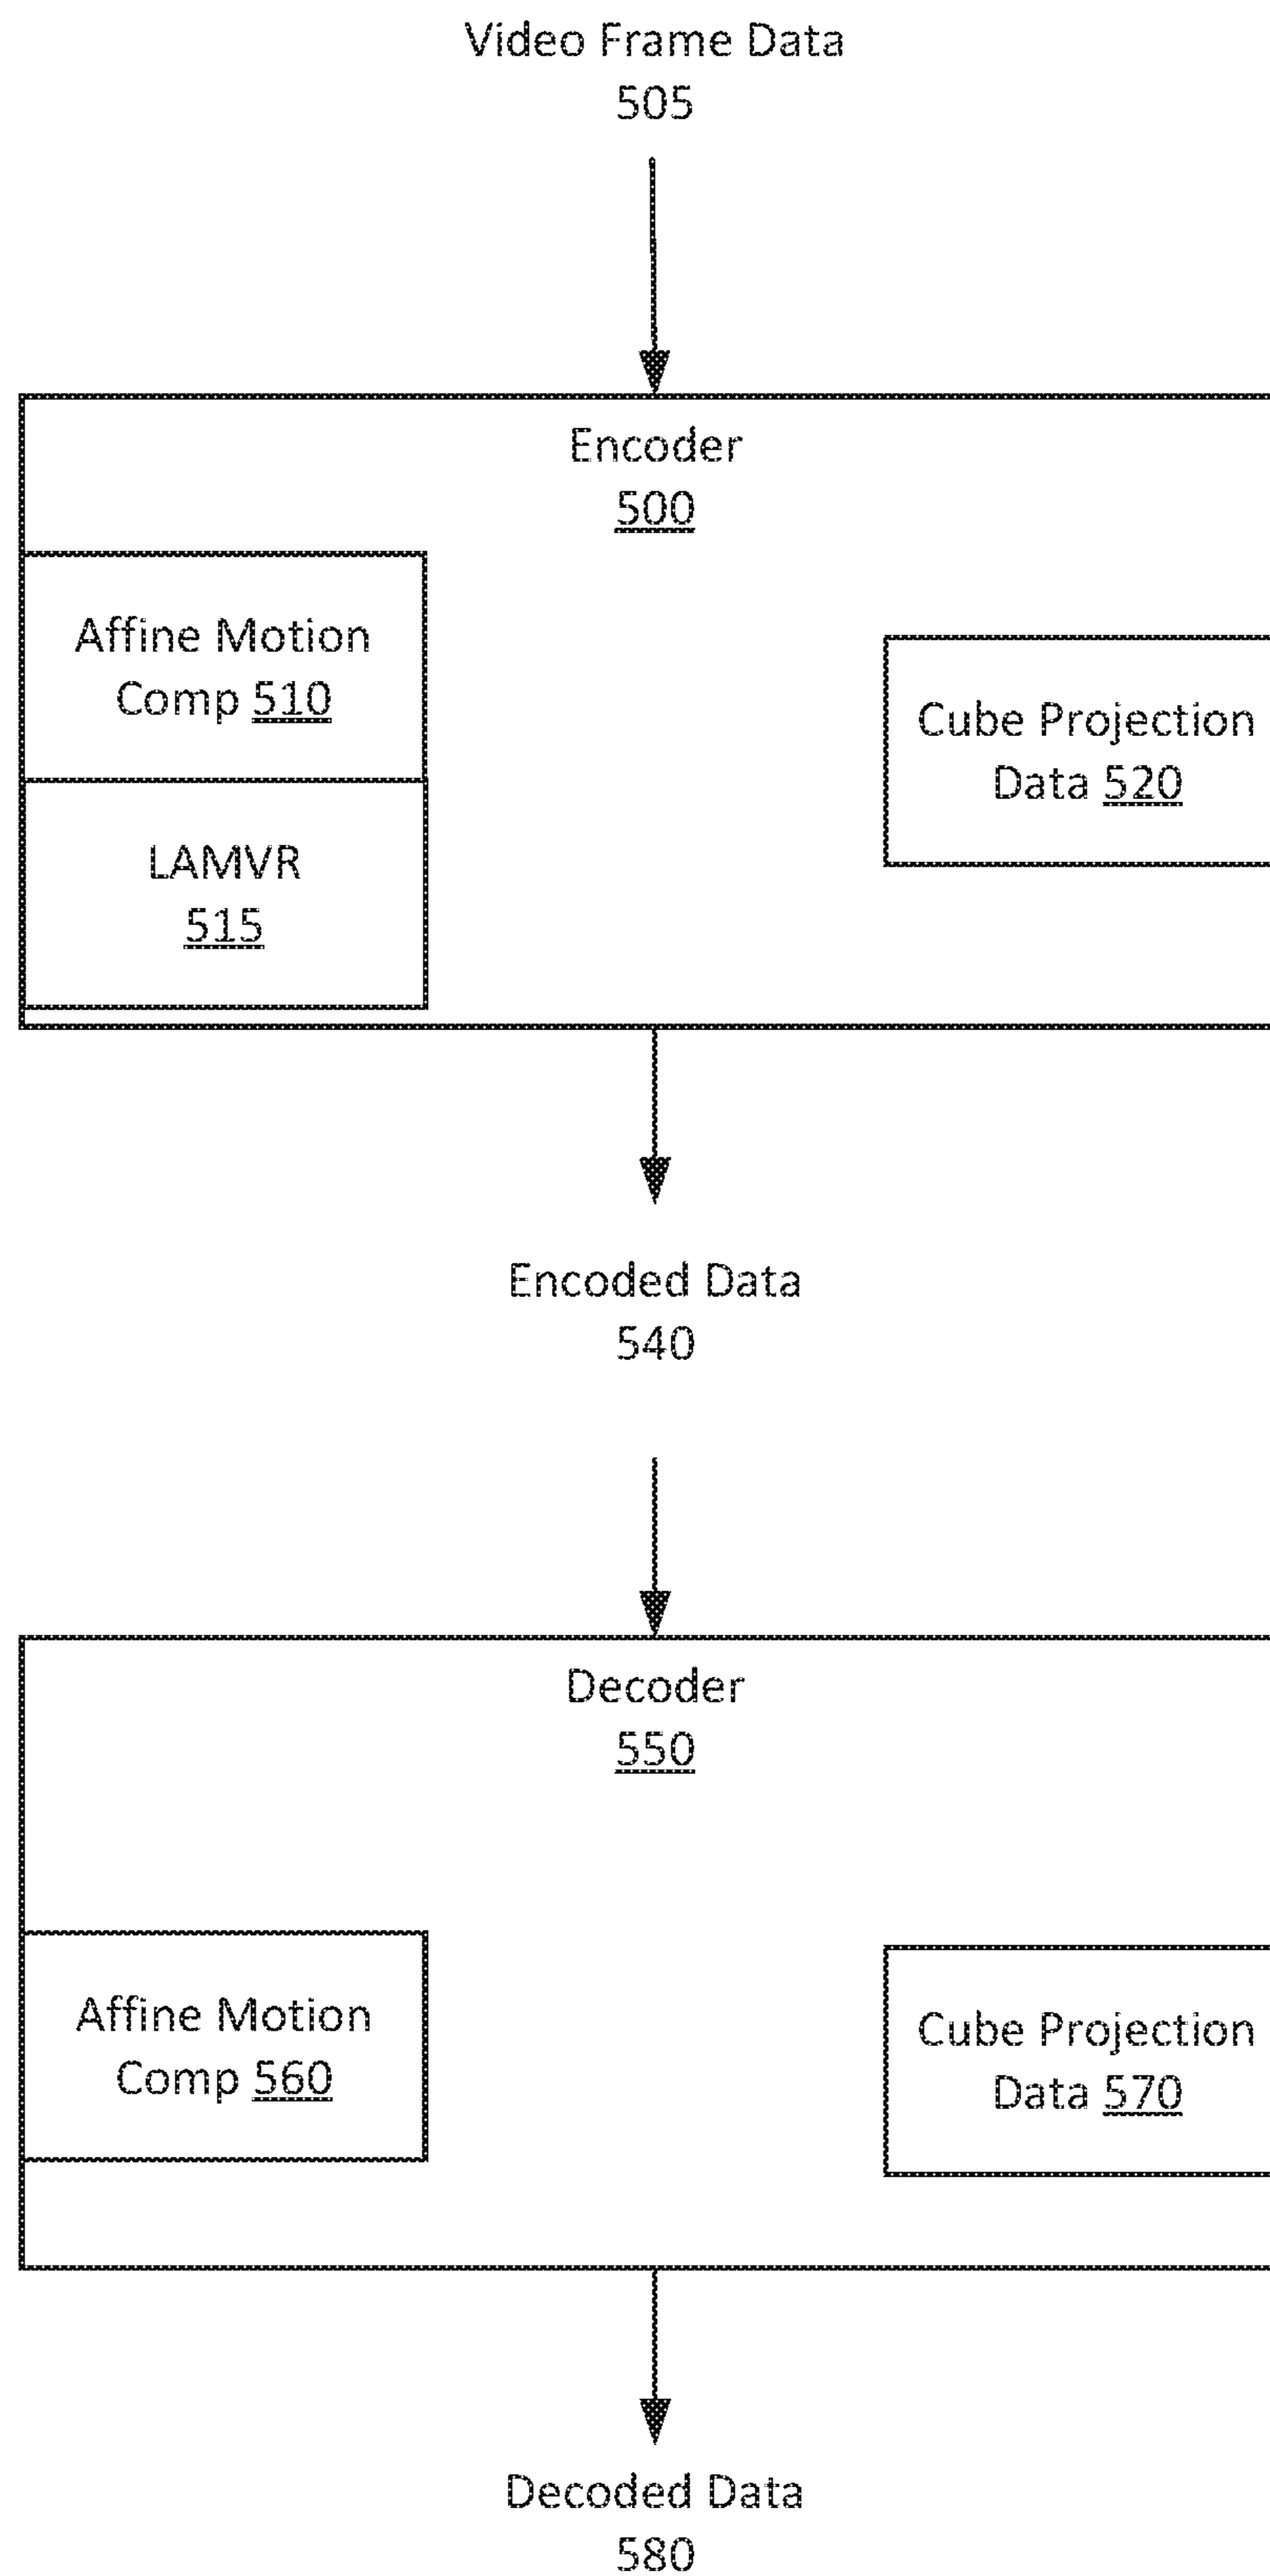 Video Frame Data
505
Encoder
500
Affine Motion
Comp 510
LAMVR
515
Cube Projection
Data 520
Encoded Data
540
Decoder
550
Affine Motion
Comp 560
Cube Projection
Data 570
Decoded Data
580